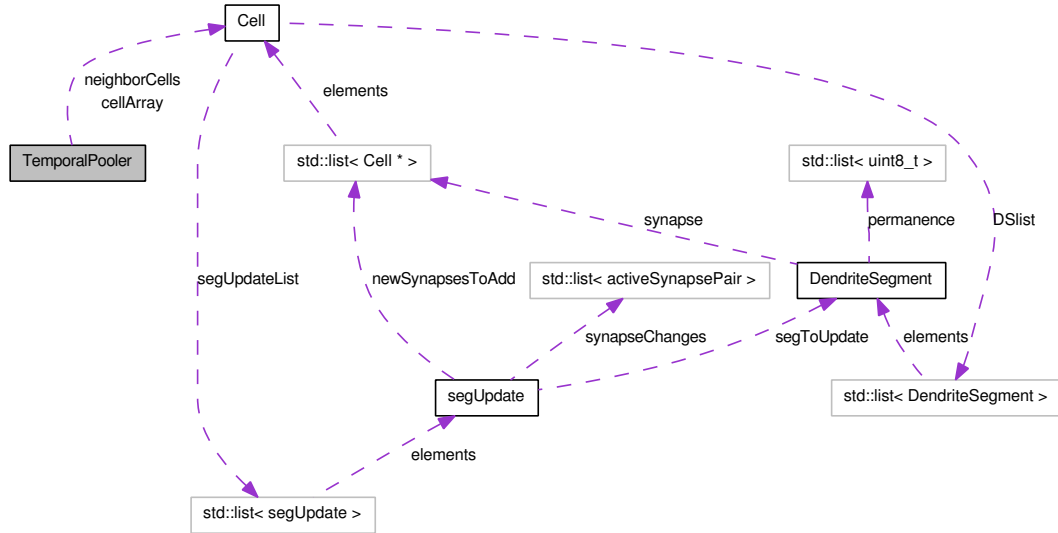 Cell
neighborCells
cellArray
elements
TemporalPooler
std::list< Cell * >
std::list< uint8_t >
synapse
permanence
DSlist
segUpdateList
newSynapsesToAdd
std::list< activeSynapsePair >
DendriteSegment
synapseChanges
segToUpdate
elements
segUpdate
std::list< DendriteSegment >
elements
std::list< segUpdate >